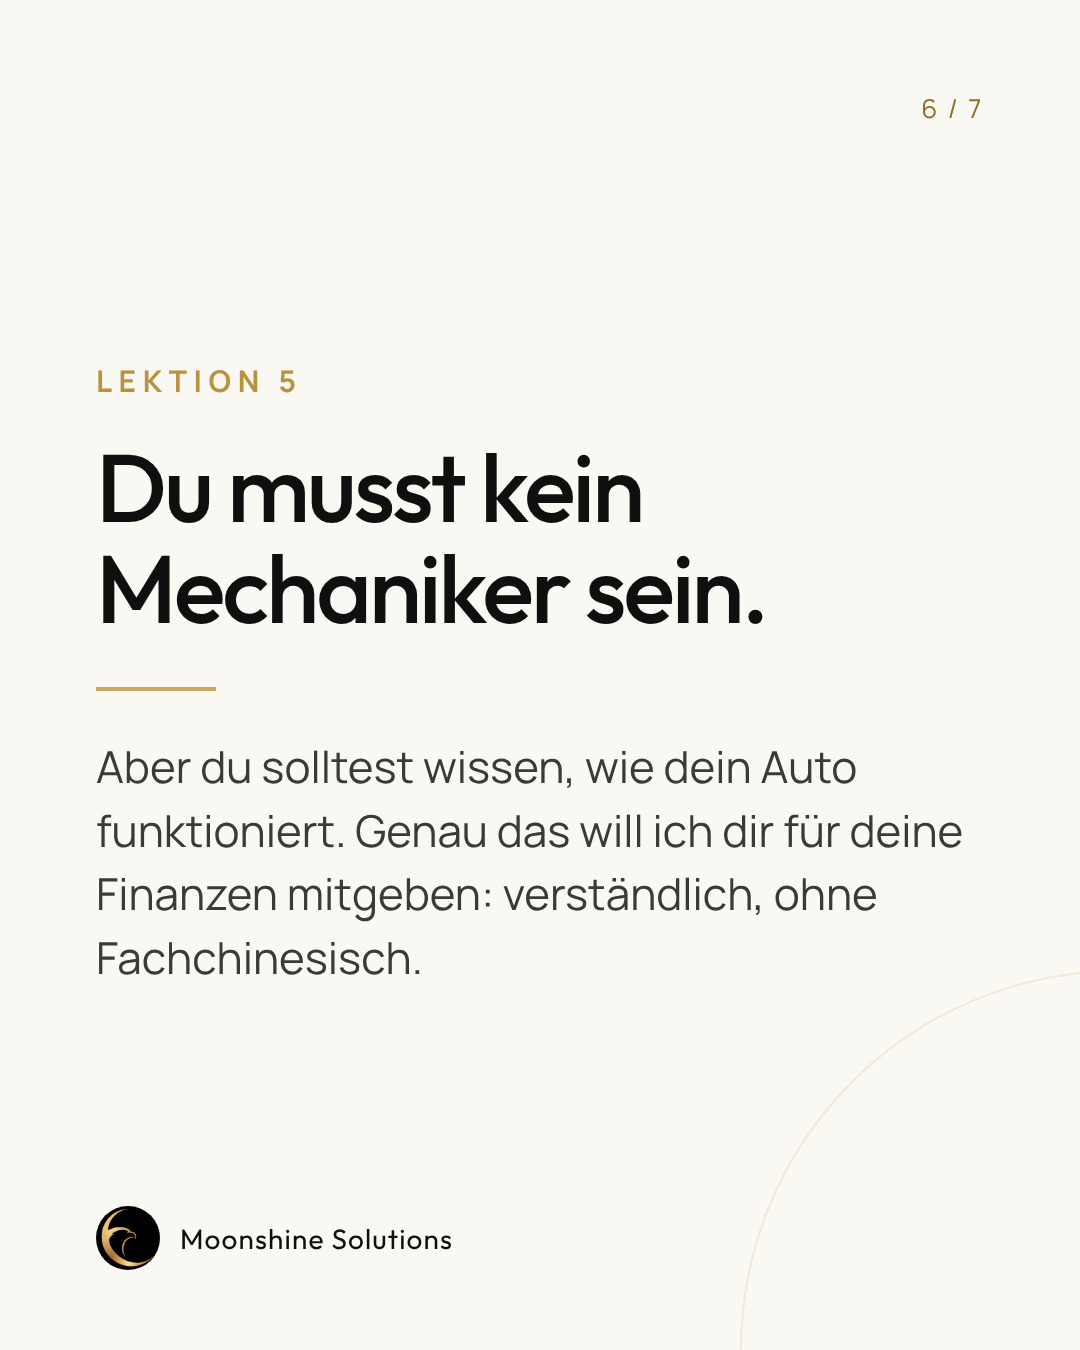 6 / 7
LEKTION 5
Du musst kein
Mechaniker sein.
Aber du solltest wissen, wie dein Auto
funktioniert. Genau das will ich dir für deine
Finanzen mitgeben: verständlich, ohne
Fachchinesisch.
Moonshine Solutions